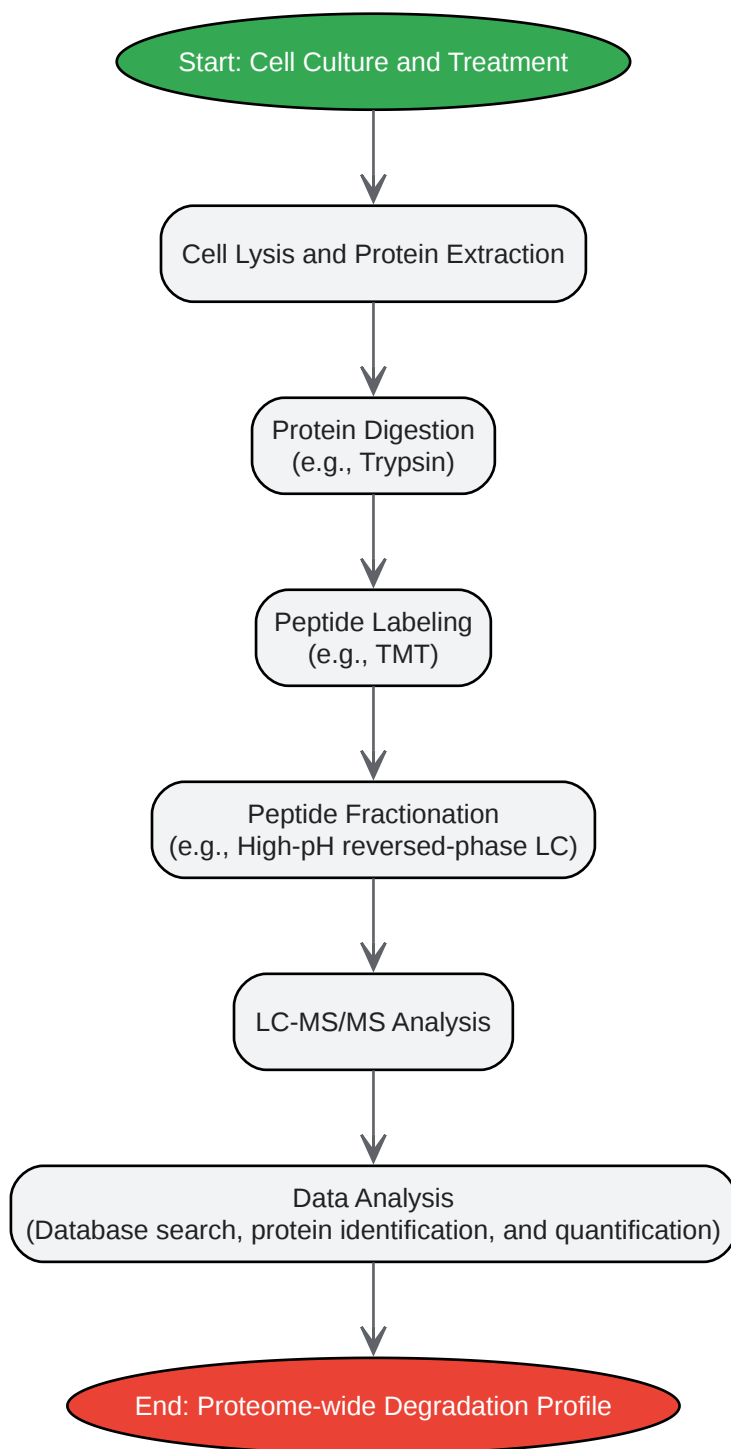 Start: Cell Culture and Treatment
Cell Lysis and Protein Extraction
Protein Digestion
(e.g., Trypsin)
Peptide Labeling
(e.g., TMT)
Peptide Fractionation
(e.g., High-pH reversed-phase LC)
LC-MS/MS Analysis
Data Analysis
(Database search, protein identification, and quantification)
End: Proteome-wide Degradation Profile